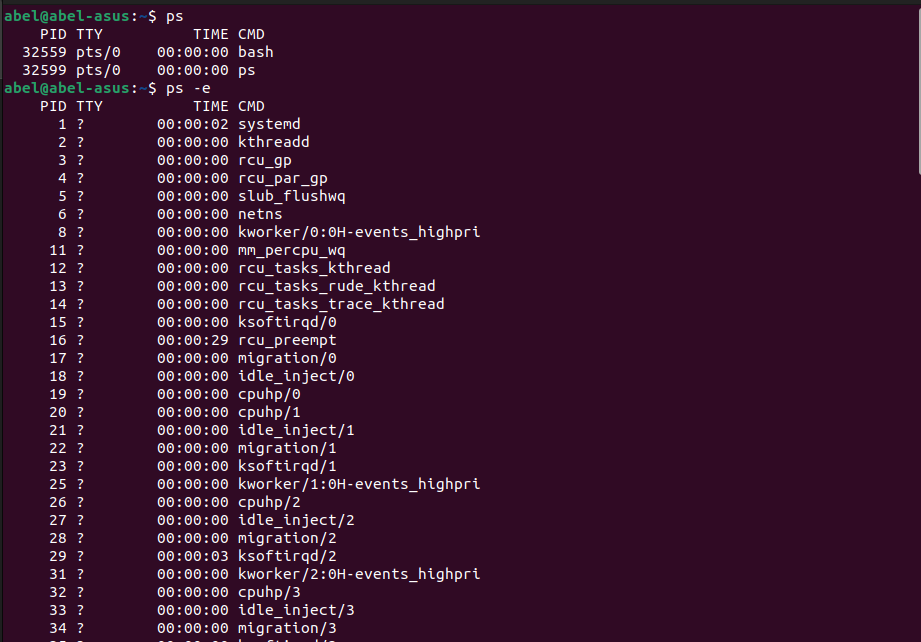 abel@abel-asus:~$ ps
    PID TTY          TIME CMD
  32559 pts/0    00:00:00 bash
  32599 pts/0    00:00:00 ps
abel@abel-asus:~$ ps -e
    PID TTY          TIME CMD
      1 ?        00:00:02 systemd
      2 ?        00:00:00 kthreadd
      3 ?        00:00:00 rcu_gp
      4 ?        00:00:00 rcu_par_gp
      5 ?        00:00:00 slub_flushwq
      6 ?        00:00:00 netns
      8 ?        00:00:00 kworker/0:0H-events_highpri
     11 ?        00:00:00 mm_percpu_wq
     12 ?        00:00:00 rcu_tasks_kthread
     13 ?        00:00:00 rcu_tasks_rude_kthread
     14 ?        00:00:00 rcu_tasks_trace_kthread
     15 ?        00:00:00 ksoftirqd/0
     16 ?        00:00:29 rcu_preempt
     17 ?        00:00:00 migration/0
     18 ?        00:00:00 idle_inject/0
     19 ?        00:00:00 cpuhp/0
     20 ?        00:00:00 cpuhp/1
     21 ?        00:00:00 idle_inject/1
     22 ?        00:00:00 migration/1
     23 ?        00:00:00 ksoftirqd/1
     25 ?        00:00:00 kworker/1:0H-events_highpri
     26 ?        00:00:00 cpuhp/2
     27 ?        00:00:00 idle_inject/2
     28 ?        00:00:00 migration/2
     29 ?        00:00:03 ksoftirqd/2
     31 ?        00:00:00 kworker/2:0H-events_highpri
     32 ?        00:00:00 cpuhp/3
     33 ?        00:00:00 idle_inject/3
     34 ?        00:00:00 migration/3